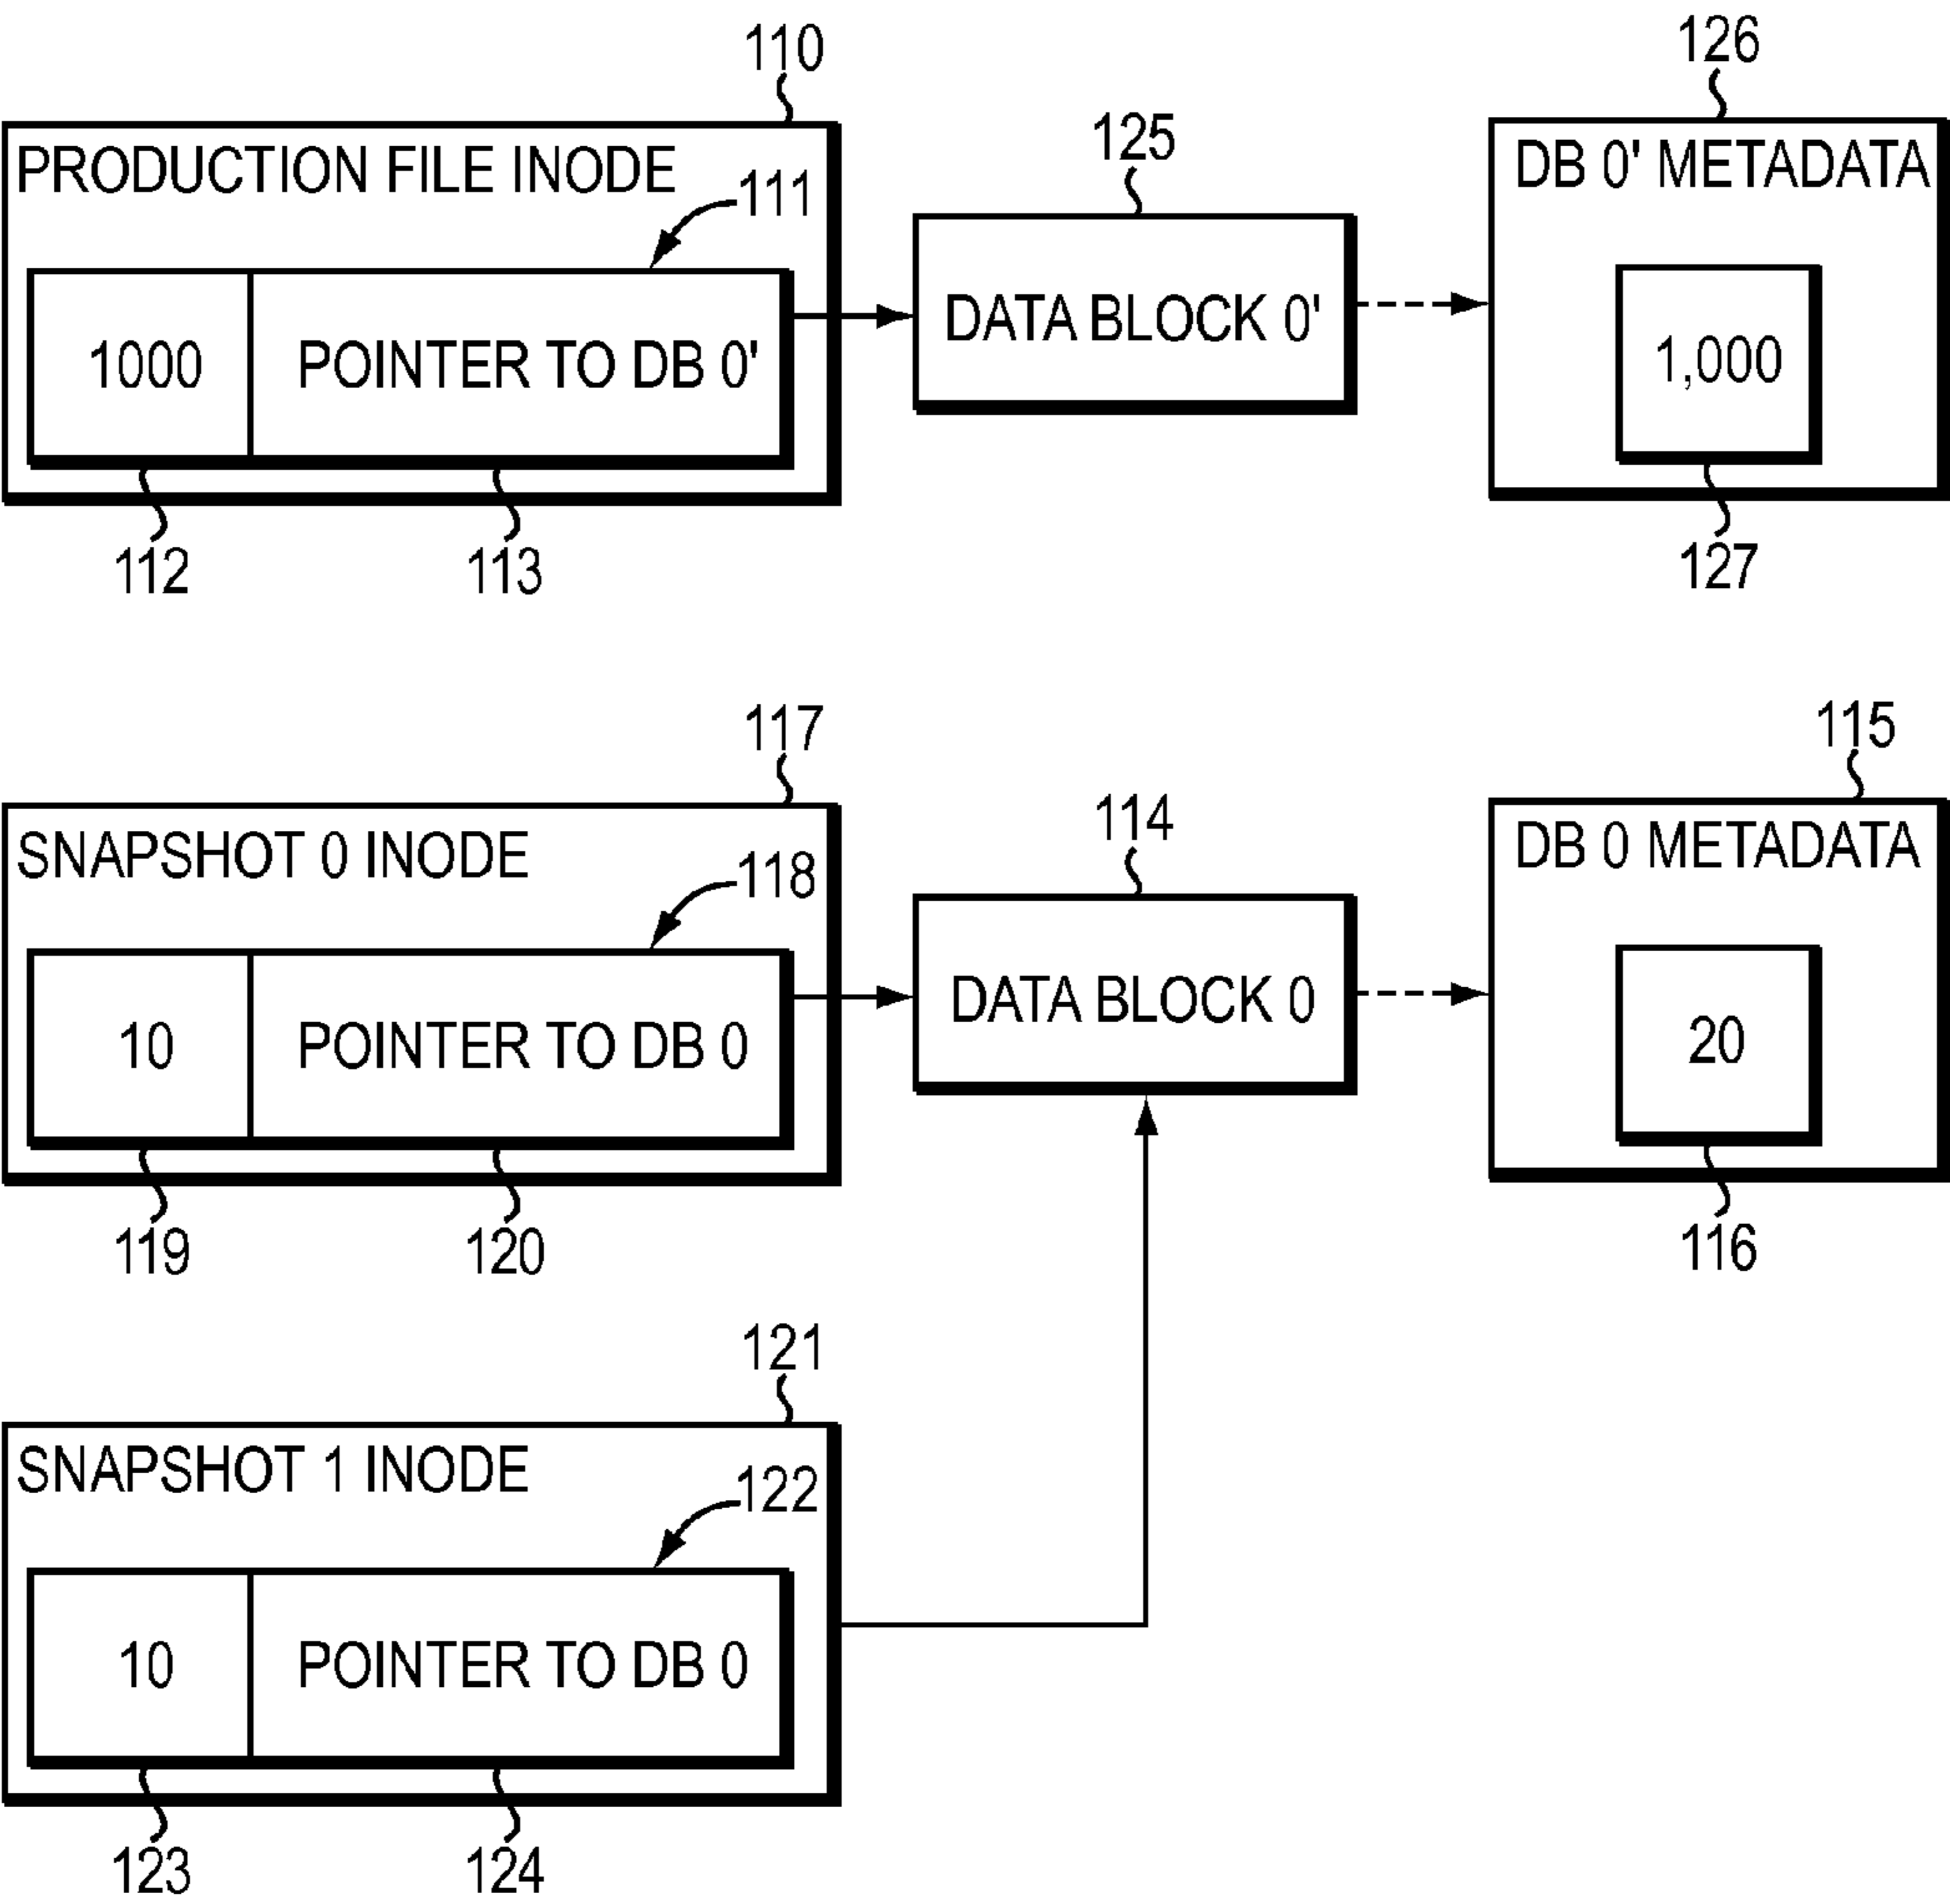 110
126
125
PRODUCTION FILE INODE
DB 0' METADATA
111
DATA BLOCK 0'
1000
POINTER TO DB 0'
1,000
112
113
127
117
115
114
SNAPSHOT 0 INODE
DB 0 METADATA
118
DATA BLOCK 0
10
POINTER TO DB 0
20
119
120
116
121
SNAPSHOT 1 INODE
122
10
POINTER TO DB 0
123
124